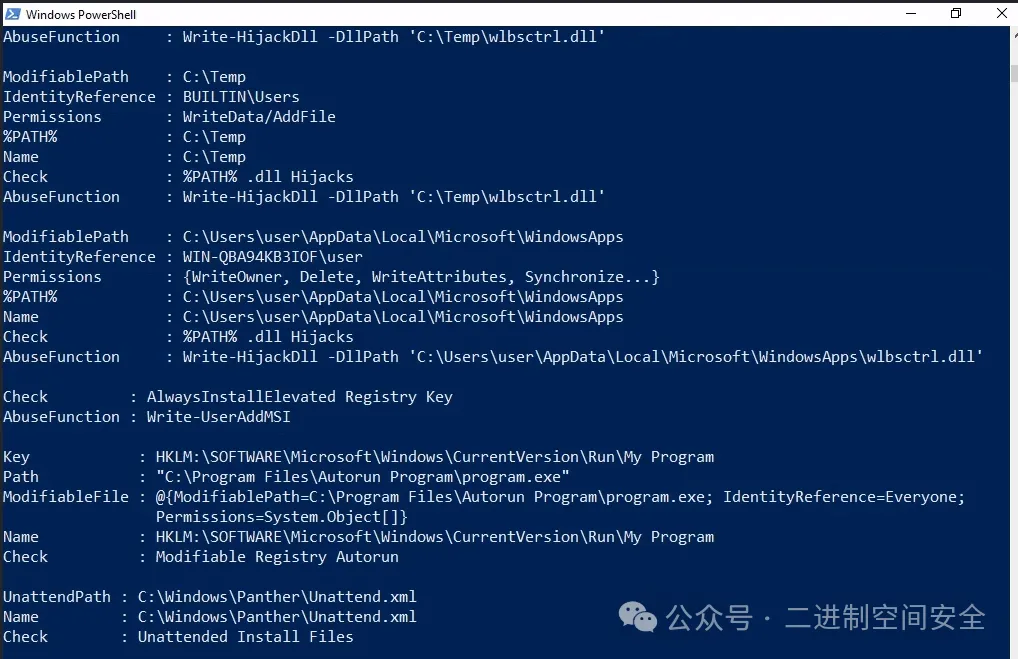 Windows PowerShell
AbuseFunction     : Write-HijackDll -DllPath 'C:\Temp\wlbsctrl.dll'
ModifiablePath    : C:\Temp
IdentityReference : BUILTIN\Users
Permissions       : WriteData/AddFile
%PATH%            : C:\Temp
Name              : C:\Temp
Check             : %PATH% .dll Hijacks
AbuseFunction     : Write-HijackDll -DllPath 'C:\Temp\wlbsctrl.dll'
ModifiablePath    : C:\Users\user\AppData\Local\Microsoft\WindowsApps
IdentityReference : WIN-QBA94KB3IOF\user
Permissions       : {WriteOwner, Delete, WriteAttributes, Synchronize...}
%PATH%            : C:\Users\user\AppData\Local\Microsoft\WindowsApps
Name              : C:\Users\user\AppData\Local\Microsoft\WindowsApps
Check             : %PATH% .dll Hijacks
AbuseFunction     : Write-HijackDll -DllPath 'C:\Users\user\AppData\Local\Microsoft\WindowsApps\wlbsctrl.dll'
Check         : AlwaysInstallElevated Registry Key
AbuseFunction : Write-UserAddMSI
Key            : HKLM:\SOFTWARE\Microsoft\Windows\CurrentVersion\Run\My Program
Path           : "C:\Program Files\Autorun Program\program.exe"
ModifiableFile : @{ModifiablePath=C:\Program Files\Autorun Program\program.exe; IdentityReference=Everyone;
Permissions=System.Object[]}
Name           : HKLM:\SOFTWARE\Microsoft\Windows\CurrentVersion\Run\My Program
Check          : Modifiable Registry Autorun
UnattendPath : C:\Windows\Panther\Unattend.xml
Name         : C:\Windows\Panther\Unattend.xml
Check        : Unattended Install Files
公众号 · 二进制空间安全